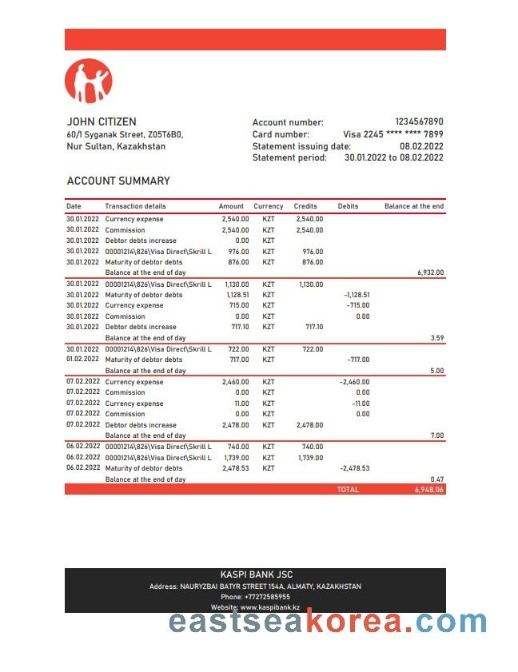 JOHN CITIZEN
60/1 Syganak Street, Z05T6B0,
Nur Sultan, Kazakhstan
Account number: 1234567890
Card number: Visa 2245 **** **** 7899
Statement issuing date: 08.02.2022
Statement period: 30.01.2022 to 08.02.2022
ACCOUNT SUMMARY
Date Transaction details Amount Currency Credits Debits Balance at the end
30.01.2022 Currency expense 2,540.00 KZT 2,540.00
30.01.2022 Commission 2,540.00 KZT 2,540.00
30.01.2022 Debtor debts increase 0.00 KZT
30.01.2022 00001214\826\Visa Direct\Skrill L 976.00 KZT 976.00
30.01.2022 Maturity of debtor debts 876.00 KZT 876.00
Balance at the end of day 6,932.00
30.01.2022 00001214\826\Visa Direct\Skrill L 1,130.00 KZT 1,130.00
30.01.2022 Maturity of debtor debts 1,128.51 KZT -1,128.51
30.01.2022 Currency expense 715.00 KZT -715.00
30.01.2022 Commission 0.00 KZT 0.00
30.01.2022 Debtor debts increase 717.10 KZT 717.10
Balance at the end of day 3.59
30.01.2022 00001214\826\Visa Direct\Skrill L 722.00 KZT 722.00
01.02.2022 Maturity of debtor debts 717.00 KZT -717.00
Balance at the end of day 5.00
07.02.2022 Currency expense 2,460.00 KZT -2,460.00
07.02.2022 Commission 0.00 KZT 0.00
07.02.2022 Currency expense 11.00 KZT -11.00
07.02.2022 Commission 0.00 KZT 0.00
07.02.2022 Debtor debts increase 2,478.00 KZT 2,478.00
Balance at the end of day 7.00
06.02.2022 00001214\826\Visa Direct\Skrill L 740.00 KZT 740.00
06.02.2022 00001214\826\Visa Direct\Skrill L 1,739.00 KZT 1,739.00
06.02.2022 Maturity of debtor debts 2,478.53 KZT -2,478.53
Balance at the end of day 0.47
TOTAL 6,948.06
KASPI BANK JSC
Address: NAURYZBAI BATYR STREET 154A, ALMATY, KAZAKHSTAN
Phone: +77272585955
Website: www.kaspibank.kz
eastseakorea.com